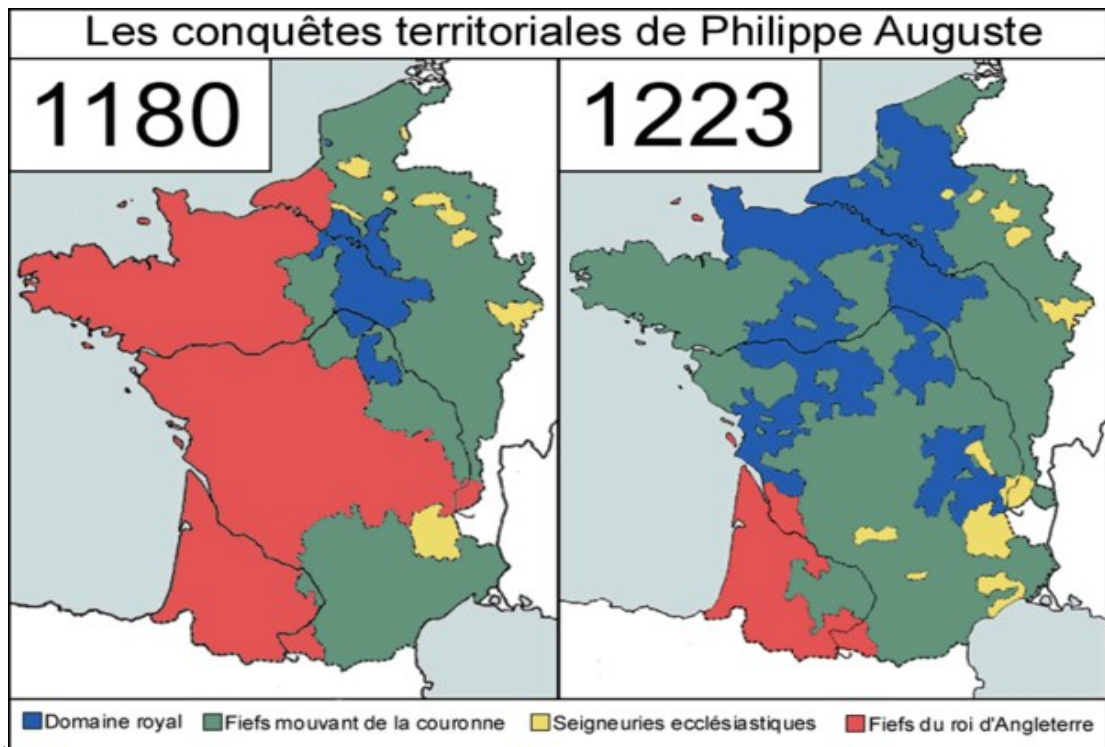 Les conquêtes territoriales de Philippe Auguste
1180
1223
Domaine royal
Fiefs mouvant de la couronne
Seigneuries ecclésiastiques
Fiefs du roi d'Angleterre